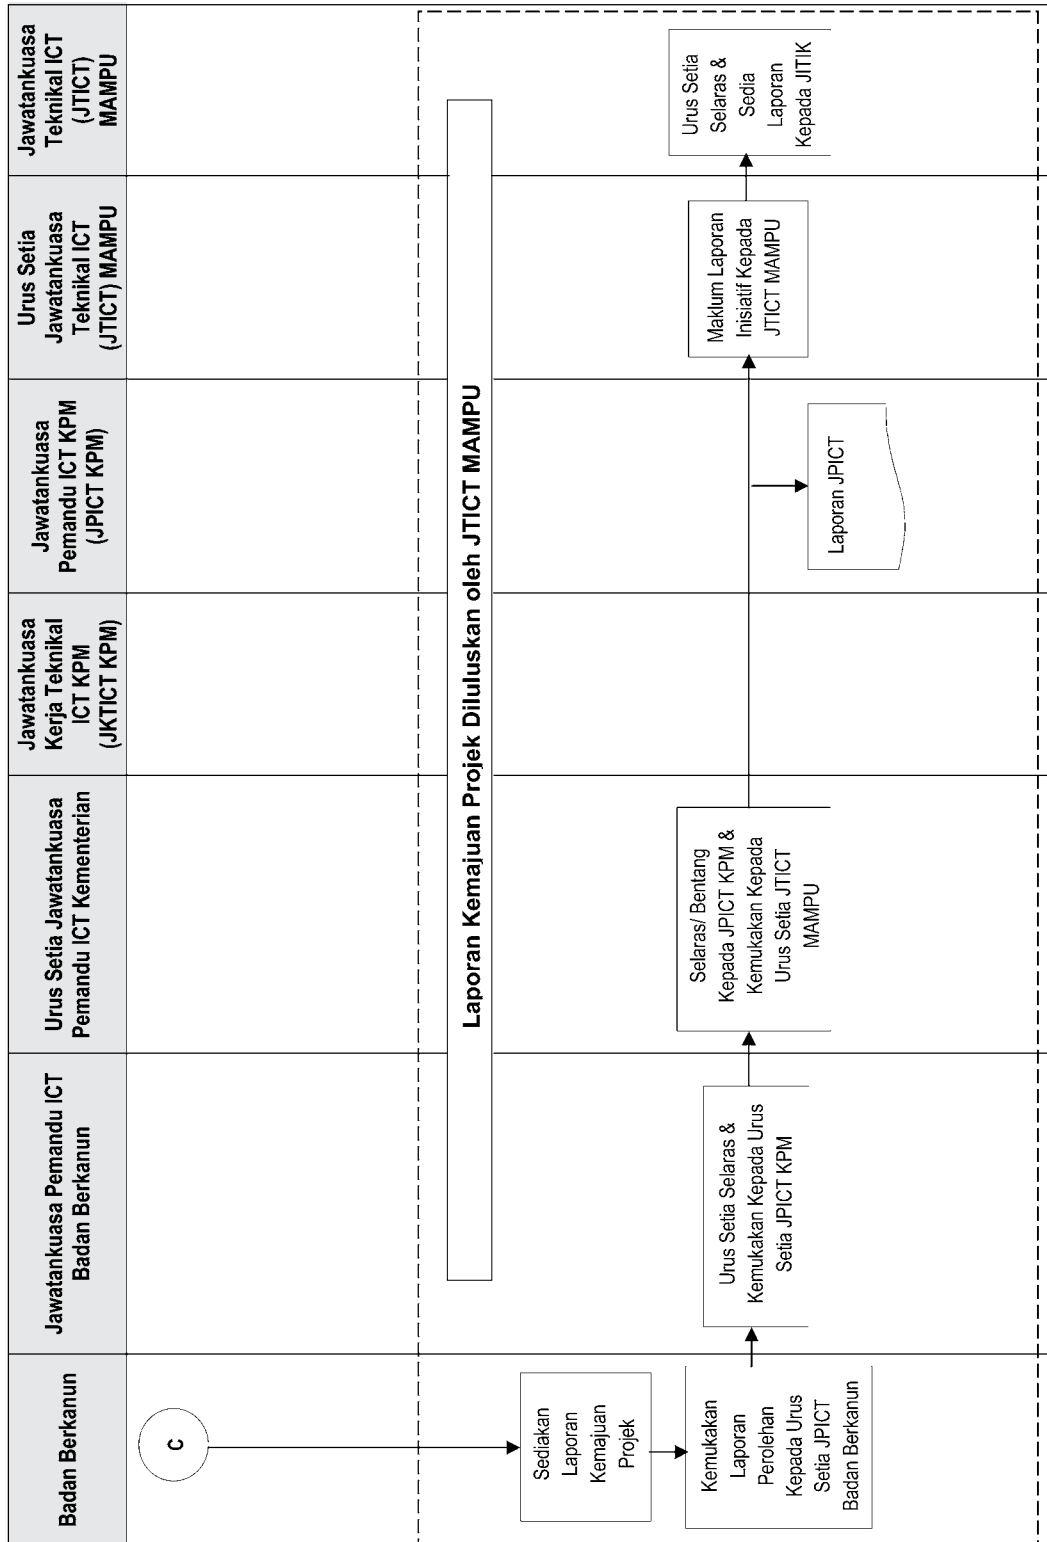 Badan Berkanun
Jawatankuasa Pemandu ICT
Badan Berkanun
Urus Setia Jawatankuasa
Pemandu ICT Kementerian
Jawatankuasa
Kerja Teknikal
ICT KPM
(JKTICT KPM)
Jawatankuasa
Pemandu ICT KPM
(JPICT KPM)
Urus Setia
Jawatankuasa
Teknikal ICT
(JTICT) MAMPU
Jawatankuasa
Teknikal ICT
(JTICT)
MAMPU
C
Laporan Kemajuan Projek Diluluskan oleh JTICT MAMPU
Sediakan
Laporan
Kemajuan
Projek
Kemukakan
Laporan
Perolehan
Kepada Urus
Setia JPICT
Badan Berkanun
Urus Setia Selaras &
Kemukakan Kepada Urus
Setia JPICT KPM
Selaras/ Bentang
Kepada JPICT KPM &
Kemukakan Kepada
Urus Setia JTICT
MAMPU
Laporan JPICT
Maklum Laporan
Inisiatif Kepada
JTICT MAMPU
Urus Setia
Selaras &
Sedia
Laporan
Kepada JITIK